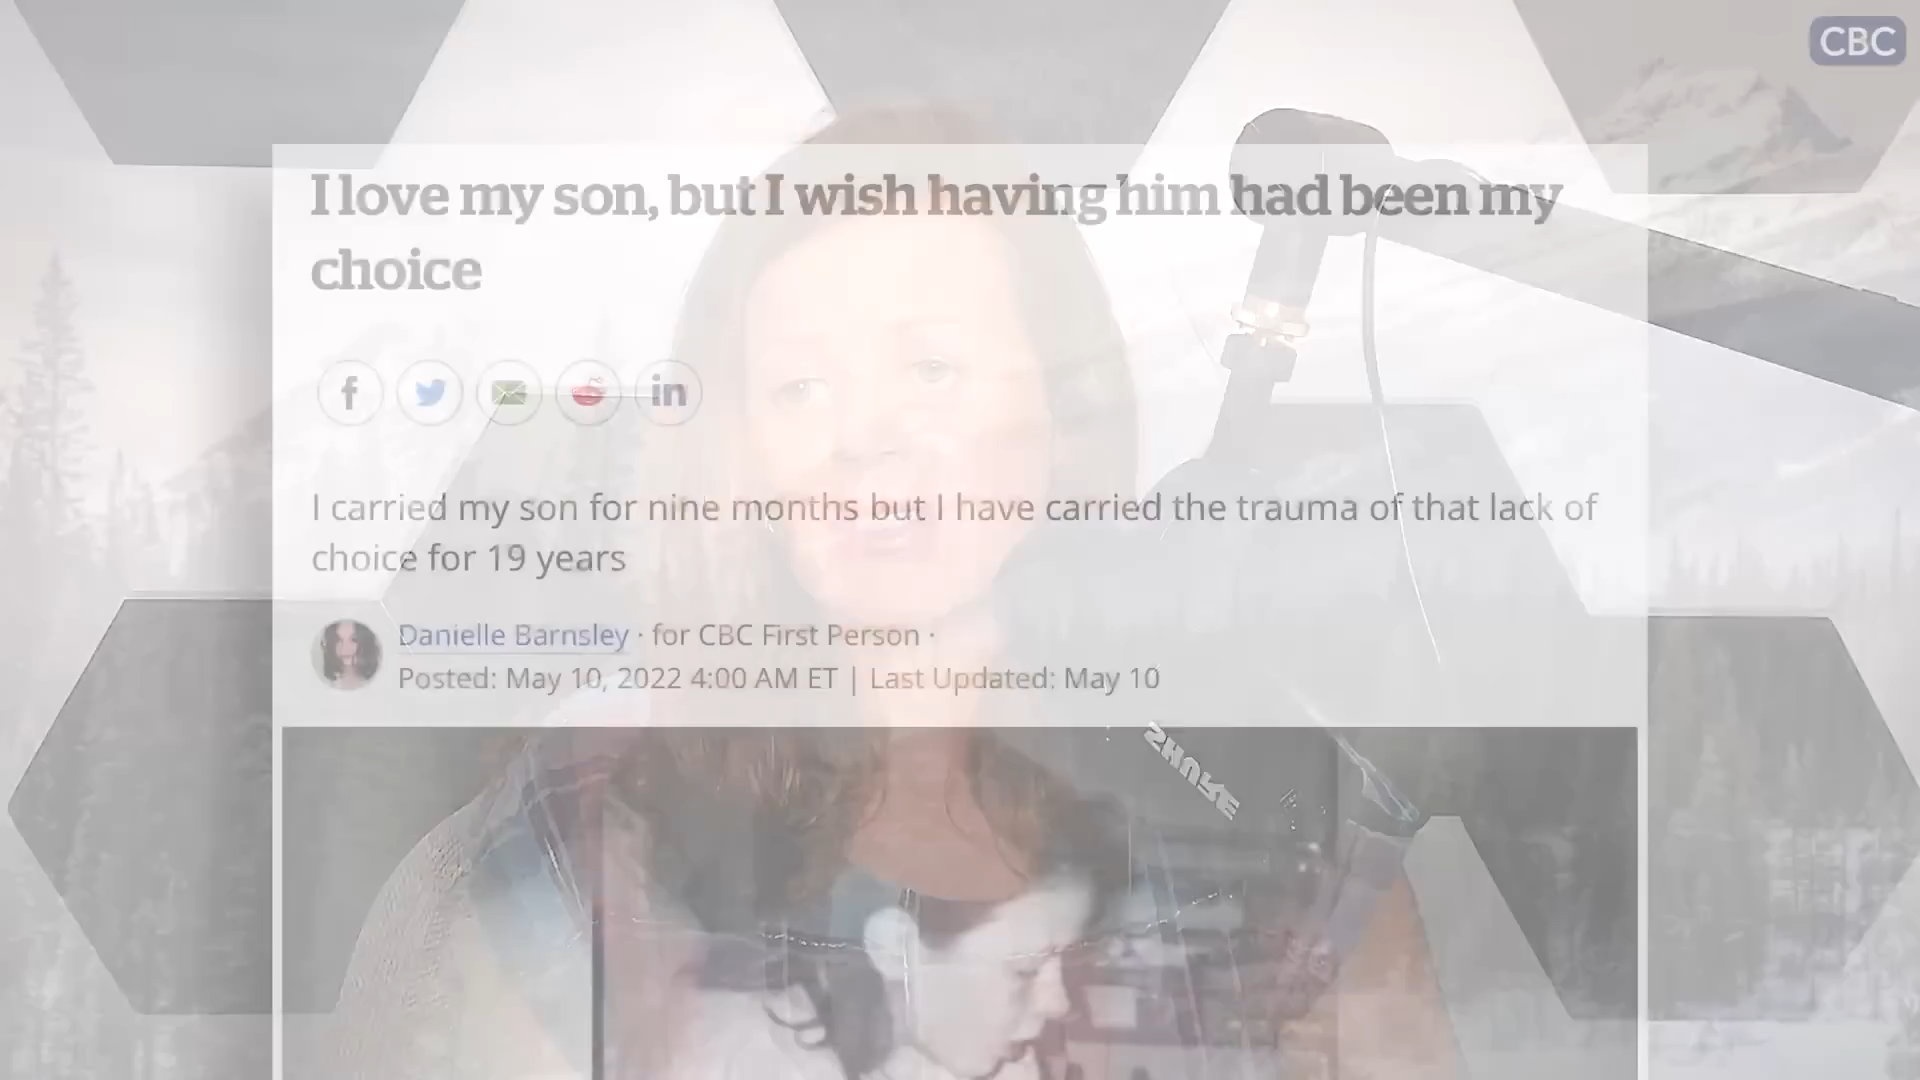 CBC
I love my son, but I wish having him had been my
choice
f
in
I carried my son for nine months but I have carried the trauma of that lack of
choice for 19 years
Danielle Barnsley · for CBC First Person ·
Posted: May 10, 2022 4:00 AM ET | Last Updated: May 10
SHURE